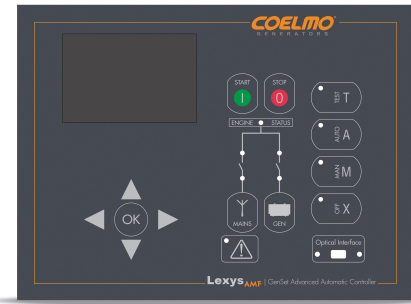 COELMO
GENERATORS
START
STOP
I
0
ENGINE STATUS
TEST T
AUTO A
MAN M
OFF X
OK
MAINS
GEN
Optical Interface
Lexys AMF | GenSet Advanced Automatic Controller